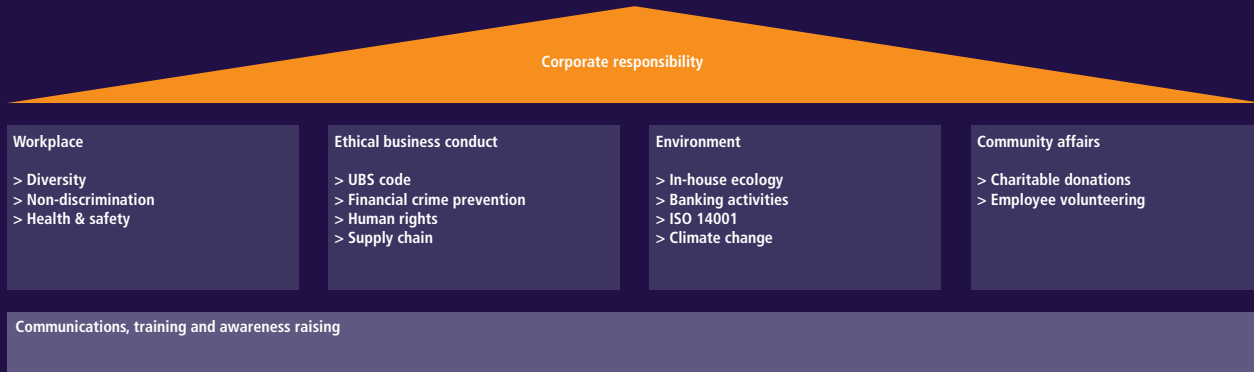 Corporate responsibility
Workplace
> Diversity
> Non-discrimination
> Health & safety
Ethical business conduct
> UBS code
> Financial crime prevention
> Human rights
> Supply chain
Environment
> In-house ecology
> Banking activities
> ISO 14001
> Climate change
Community affairs
> Charitable donations
> Employee volunteering
Communications, training and awareness raising